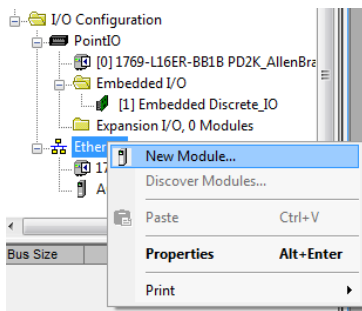 I/O Configuration
PointIO
[0] 1769-L16ER-BB1B PD2K_AllenBra
Embedded I/O
[1] Embedded Discrete_IO
Expansion I/O, 0 Modules
Ether
New Module...
17
Discover Modules...
A
Paste Ctrl+V
Bus Size
Properties Alt+Enter
Print